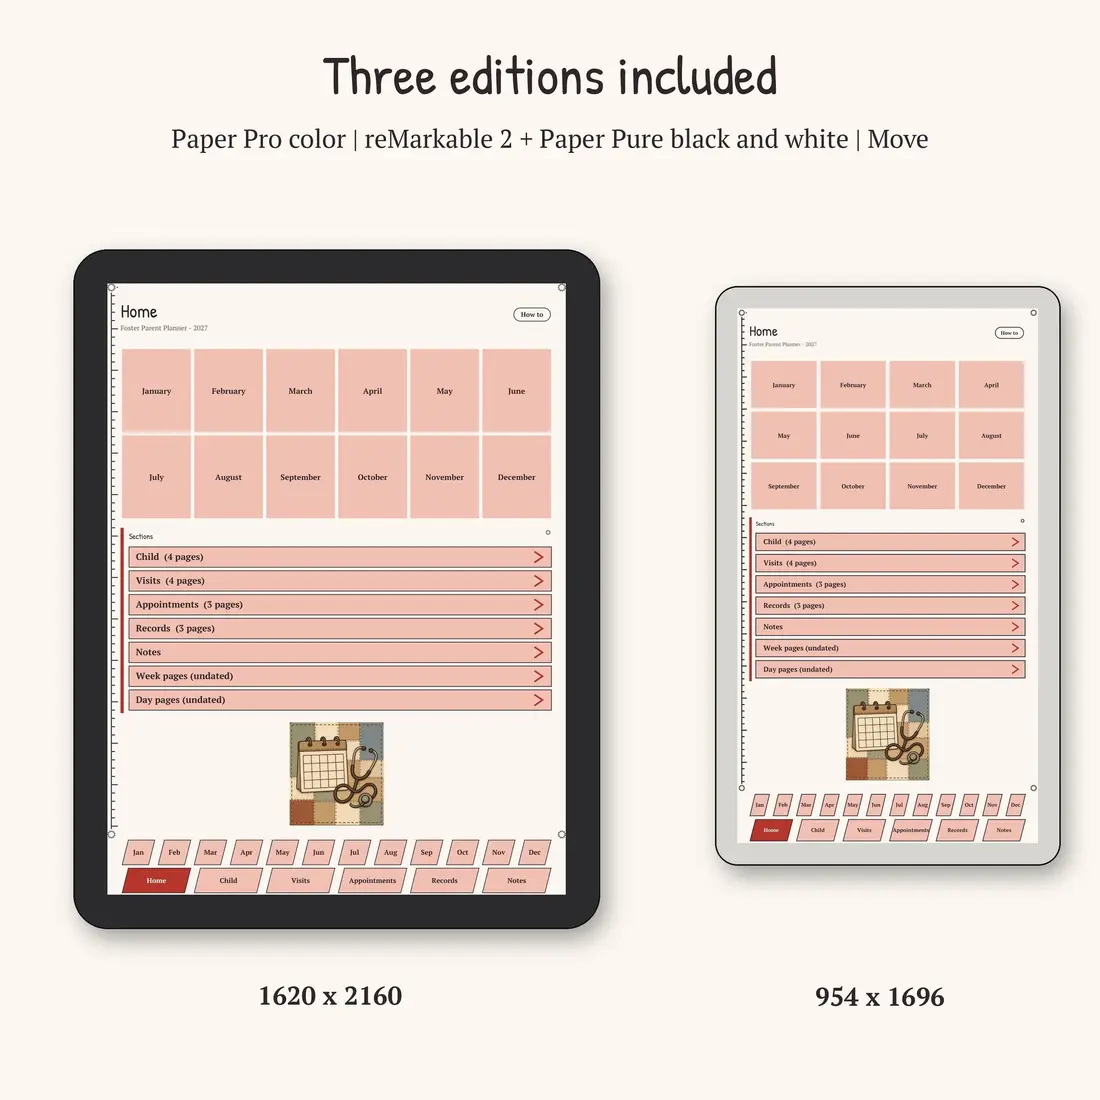 Three editions included
Paper Pro color | reMarkable 2 + Paper Pure black and white | Move
Home
How to
Foster Parent Planner - 2027
January February March April May June
July August September October November December
Sections
Child (4 pages)
Visits (4 pages)
Appointments (3 pages)
Records (3 pages)
Notes
Week pages (undated)
Day pages (undated)
Jan Feb Mar Apr May Jun Jul Aug Sep Oct Nov Dec
Home Child Visits Appointments Records Notes
1620 x 2160
Home
How to
Foster Parent Planner - 2027
January February March April
May June July August
September October November December
Sections
Child (4 pages)
Visits (4 pages)
Appointments (3 pages)
Records (3 pages)
Notes
Week pages (undated)
Day pages (undated)
Jan Feb Mar Apr May Jun Jul Aug Sep Oct Nov Dec
Home Child Visits Appointments Records Notes
954 x 1696